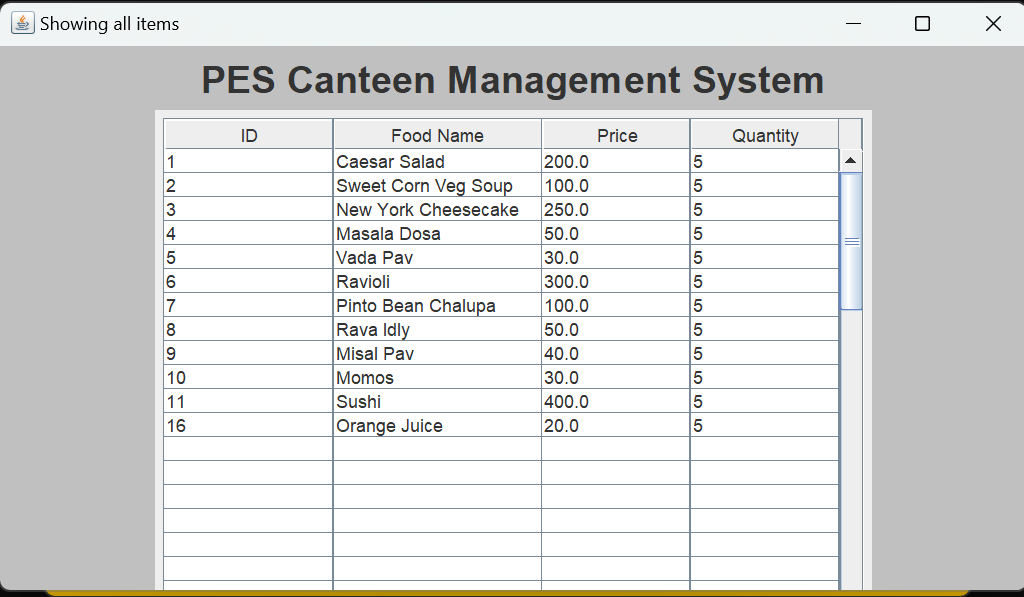 Showing all items
PES Canteen Management System
ID Food Name Price Quantity
1 Caesar Salad 200.0 5
2 Sweet Corn Veg Soup 100.0 5
3 New York Cheesecake 250.0 5
4 Masala Dosa 50.0 5
5 Vada Pav 30.0 5
6 Ravioli 300.0 5
7 Pinto Bean Chalupa 100.0 5
8 Rava Idly 50.0 5
9 Misal Pav 40.0 5
10 Momos 30.0 5
11 Sushi 400.0 5
16 Orange Juice 20.0 5